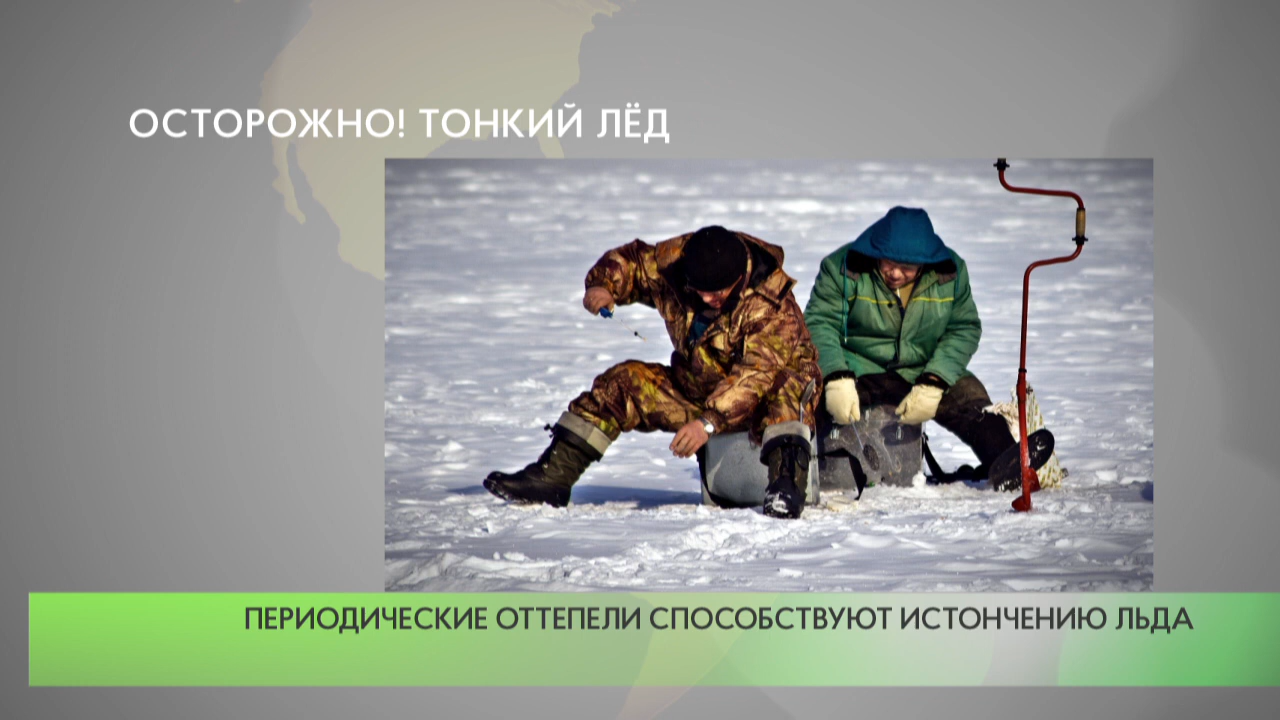 ОСТОРОЖНО! ТОНКИЙ ЛЁД
ПЕРИОДИЧЕСКИЕ ОТТЕПЕЛИ СПОСОБСТВУЮТ ИСТОНЧЕНИЮ ЛЬДА